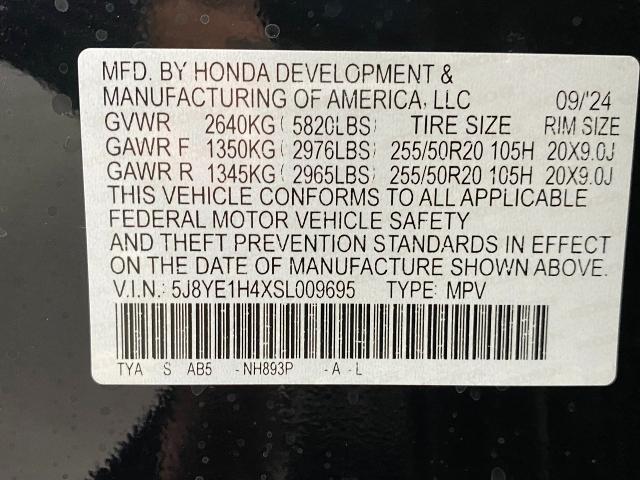 MFD. BY HONDA DEVELOPMENT &
MANUFACTURING OF AMERICA, LLC 09/'24
GVWR 2640KG( 5820LBS) TIRE SIZE RIM SIZE
GAWR F 1350KG( 2976LBS) 255/50R20 105H 20X9.0J
GAWR R 1345KG( 2965LBS) 255/50R20 105H 20X9.0J
THIS VEHICLE CONFORMS TO ALL APPLICABLE
FEDERAL MOTOR VEHICLE SAFETY
AND THEFT PREVENTION STANDARDS IN EFFECT
ON THE DATE OF MANUFACTURE SHOWN ABOVE.
V.I.N.: 5J8YE1H4XSL009695 TYPE: MPV
TYA S AB5 -NH893P -A -L